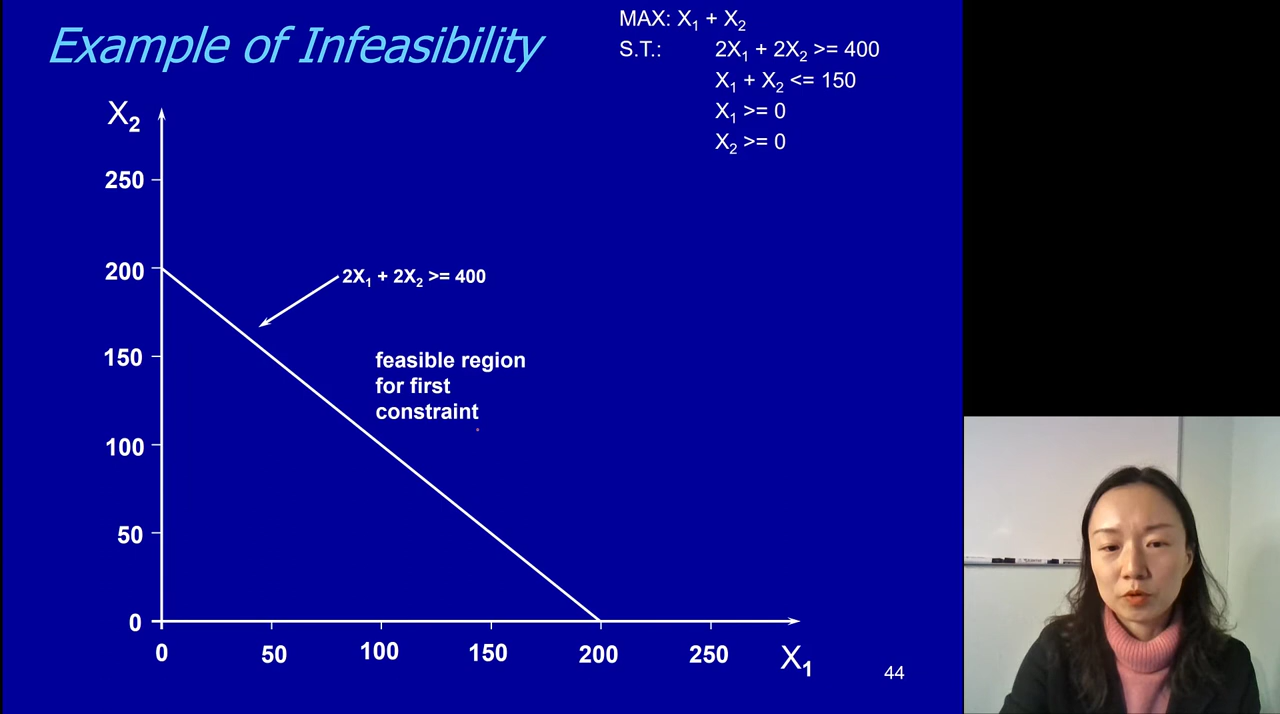 Example of Infeasibility
MAX: X₁ + X₂
S.T.: 2X₁ + 2X₂ >= 400
X₁ + X₂ <= 150
X₁ >= 0
X₂ >= 0
X₂
250
200
150
100
50
0
2X₁ + 2X₂ >= 400
feasible region
for first
constraint
0 50 100 150 200 250 X₁
44